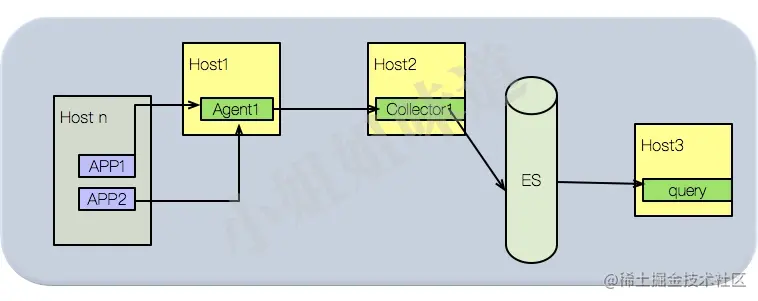 Host1
Host2
Host n
Agent1
Collector1
Host3
APP1
APP2
ES
query
小姐姐味道
@稀土掘金技术社区